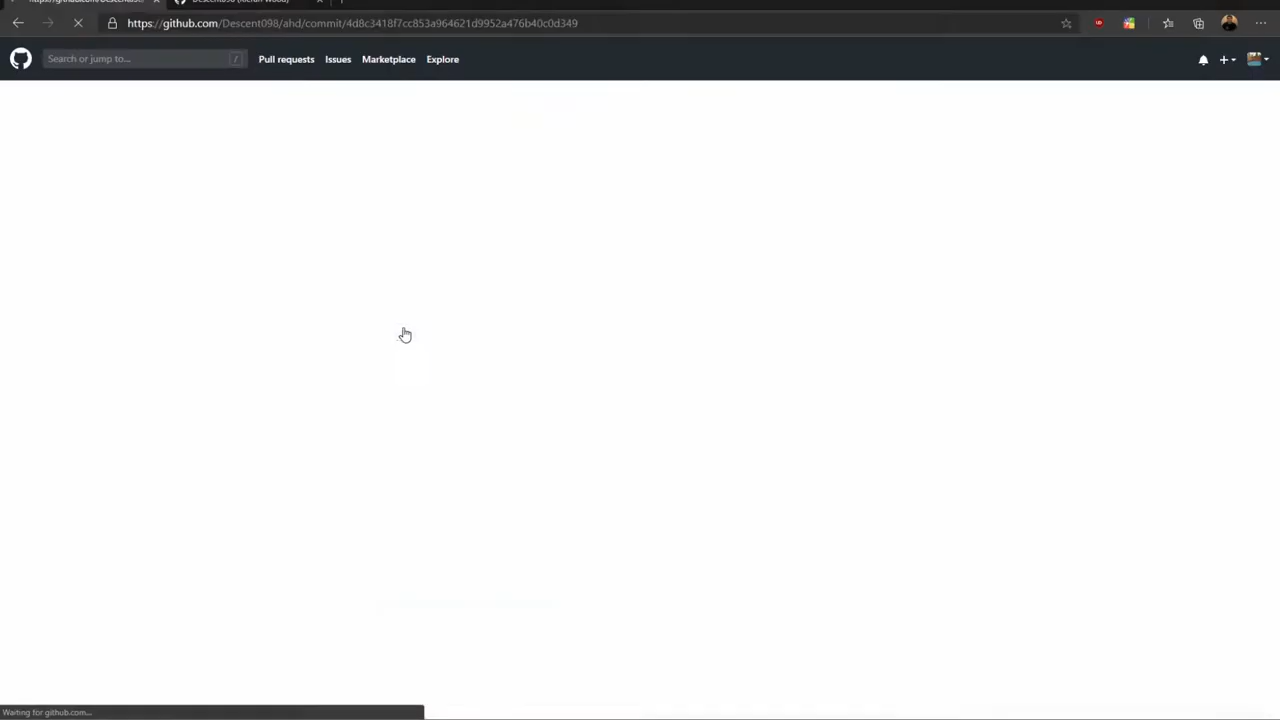 https://github.com/Descent098/ahd/commit/4d8c3418f7cc853a964621d9952a476b40c0d349
Search or jump to...
/
Pull requests
Issues
Marketplace
Explore
Waiting for github.com...